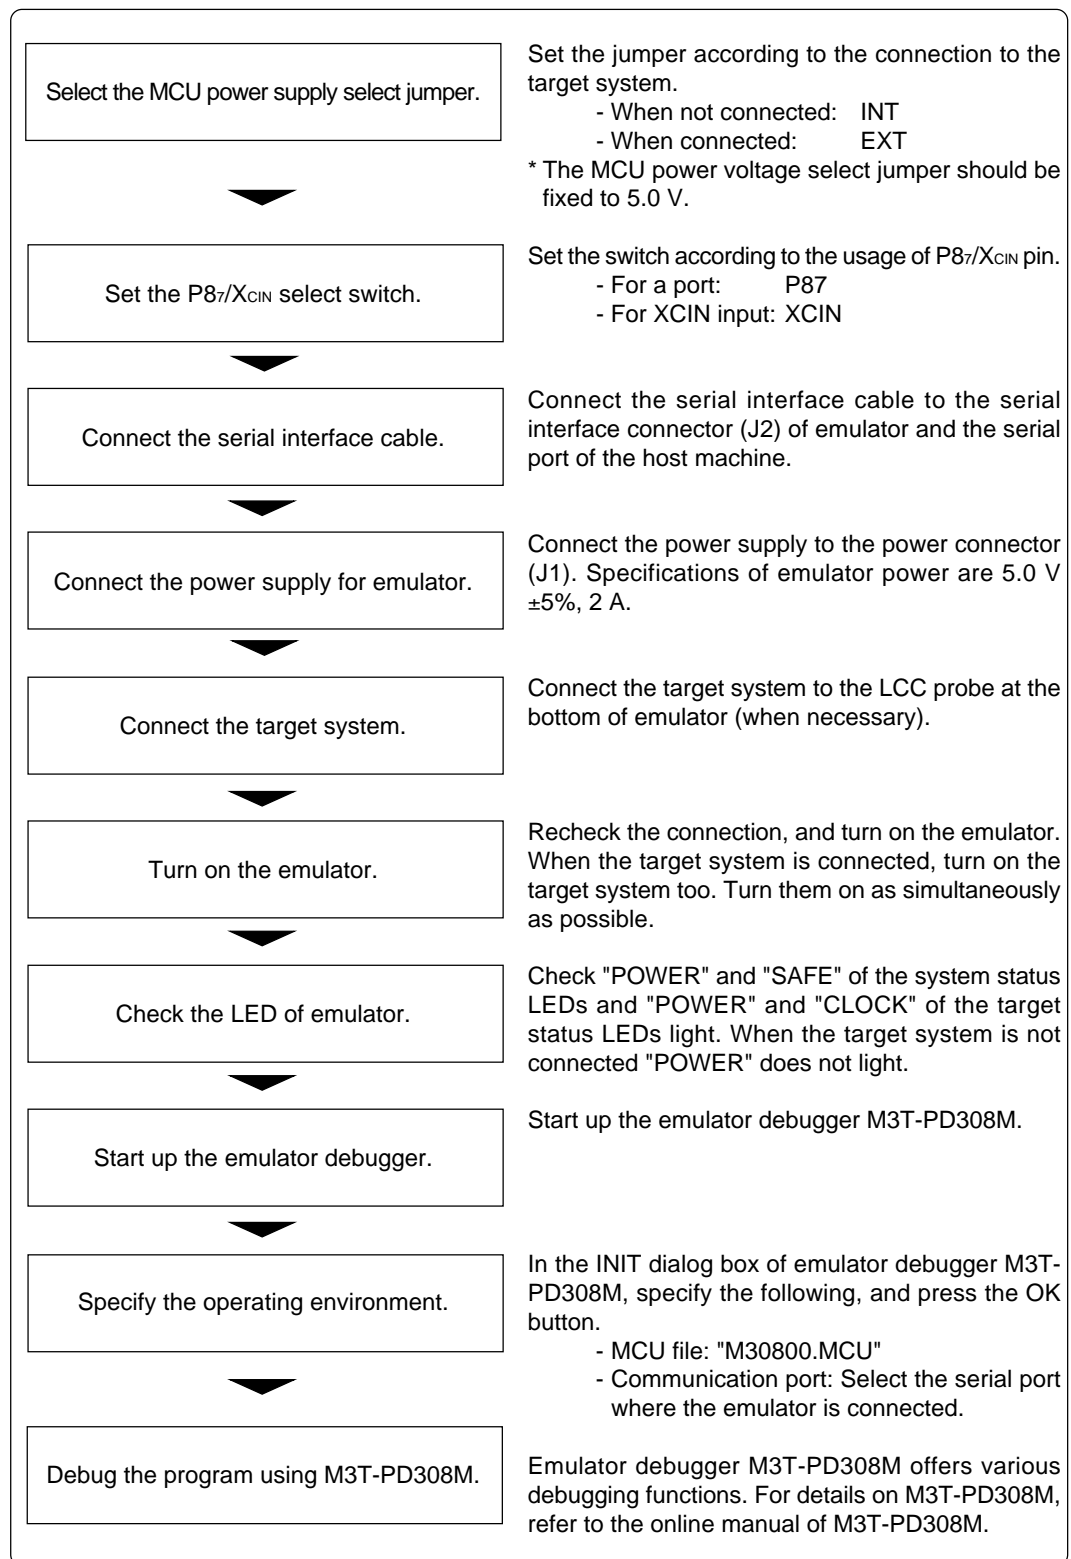 Select the MCU power supply select jumper.
Set the jumper according to the connection to the
target system.
- When not connected: INT
- When connected: EXT
* The MCU power voltage select jumper should be
fixed to 5.0 V.
Set the P87/XCIN select switch.
Set the switch according to the usage of P87/XCIN pin.
- For a port: P87
- For XCIN input: XCIN
Connect the serial interface cable.
Connect the serial interface cable to the serial
interface connector (J2) of emulator and the serial
port of the host machine.
Connect the power supply for emulator.
Connect the power supply to the power connector
(J1). Specifications of emulator power are 5.0 V
±5%, 2 A.
Connect the target system.
Connect the target system to the LCC probe at the
bottom of emulator (when necessary).
Turn on the emulator.
Recheck the connection, and turn on the emulator.
When the target system is connected, turn on the
target system too. Turn them on as simultaneously
as possible.
Check the LED of emulator.
Check "POWER" and "SAFE" of the system status
LEDs and "POWER" and "CLOCK" of the target
status LEDs light. When the target system is not
connected "POWER" does not light.
Start up the emulator debugger.
Start up the emulator debugger M3T-PD308M.
Specify the operating environment.
In the INIT dialog box of emulator debugger M3T-
PD308M, specify the following, and press the OK
button.
- MCU file: "M30800.MCU"
- Communication port: Select the serial port
where the emulator is connected.
Debug the program using M3T-PD308M.
Emulator debugger M3T-PD308M offers various
debugging functions. For details on M3T-PD308M,
refer to the online manual of M3T-PD308M.